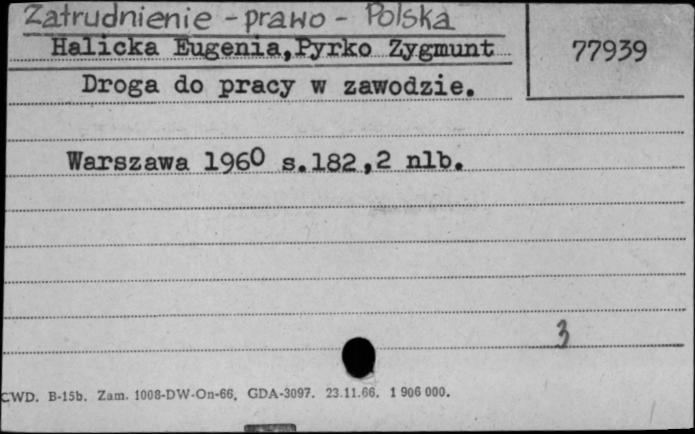 Zatrudnienie - prawo - Polska
Halicka Eugenia, Pyrko Zygmunt
77939
Droga do pracy w zawodzie.
Warszawa 1960 s.182,2 nlb.
3
CWD. B-15b. Zam. 1008-DW-On-66. GDA-3097. 23.11.66. 1 906 000.